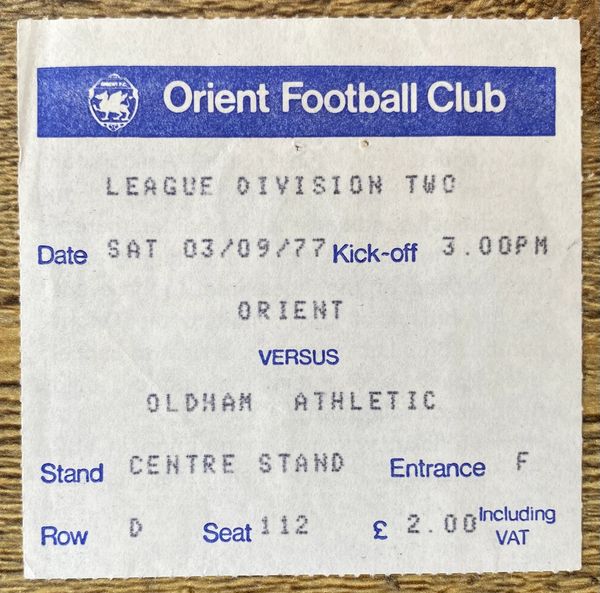 Orient Football Club
LEAGUE DIVISION TWO
Date SAT 03/09/77 Kick-off 3.00PM
ORIENT
VERSUS
OLDHAM ATHLETIC
Stand CENTRE STAND Entrance F
Row D Seat 112 £ 2.00 Including VAT